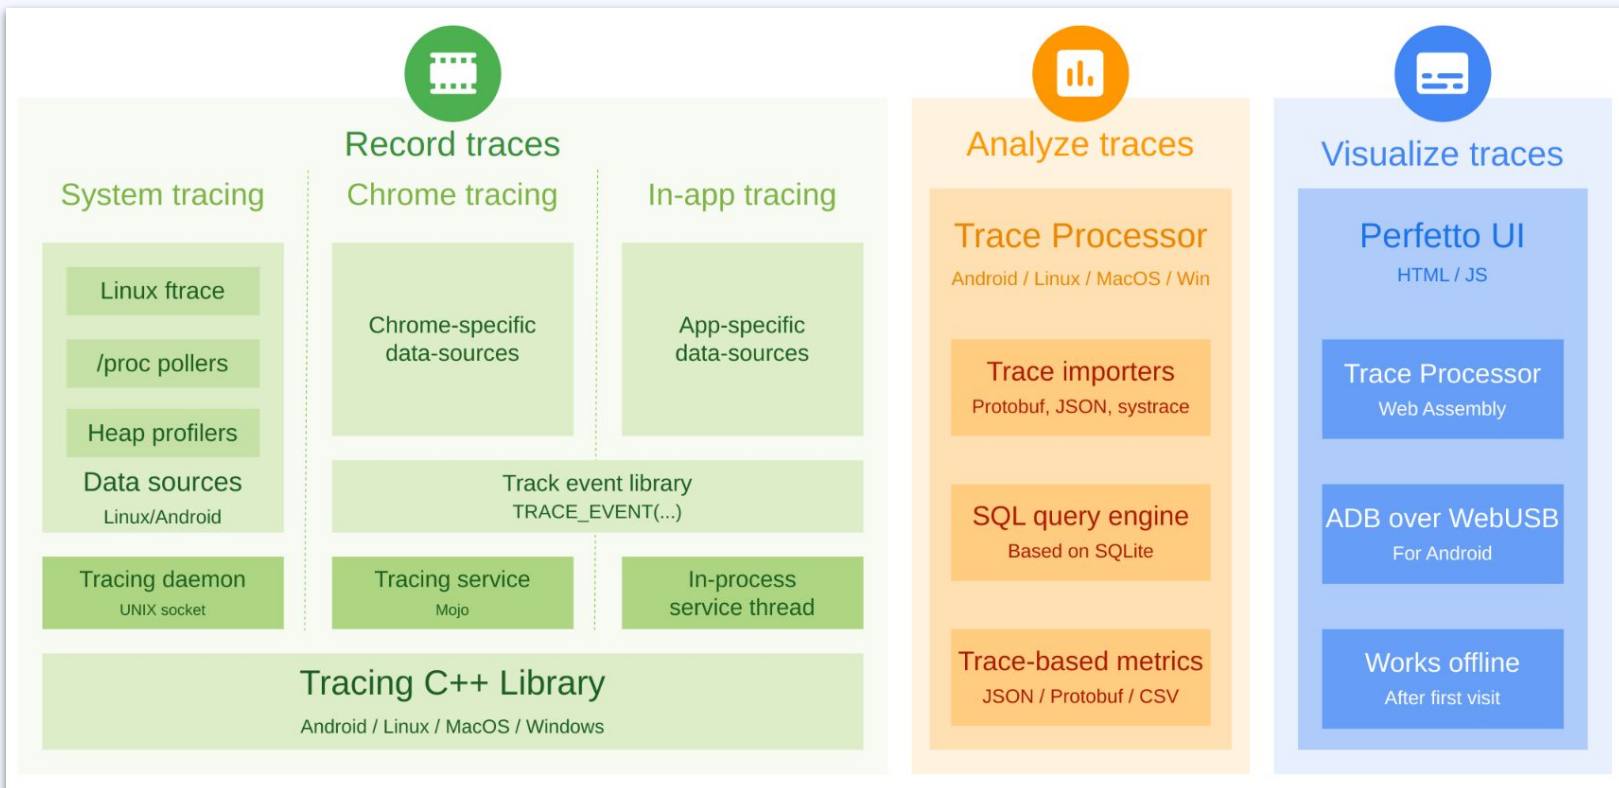 Record traces
System tracing
Linux ftrace
/proc pollers
Heap profilers
Data sources
Linux/Android
Tracing daemon
UNIX socket
Chrome tracing
Chrome-specific
data-sources
In-app tracing
App-specific
data-sources
Track event library
TRACE_EVENT(...)
Tracing service
Mojo
In-process
service thread
Tracing C++ Library
Android / Linux / MacOS / Windows
Analyze traces
Trace Processor
Android / Linux / MacOS / Win
Trace importers
Protobuf, JSON, systrace
SQL query engine
Based on SQLite
Trace-based metrics
JSON / Protobuf / CSV
Visualize traces
Perfetto UI
HTML / JS
Trace Processor
Web Assembly
ADB over WebUSB
For Android
Works offline
After first visit